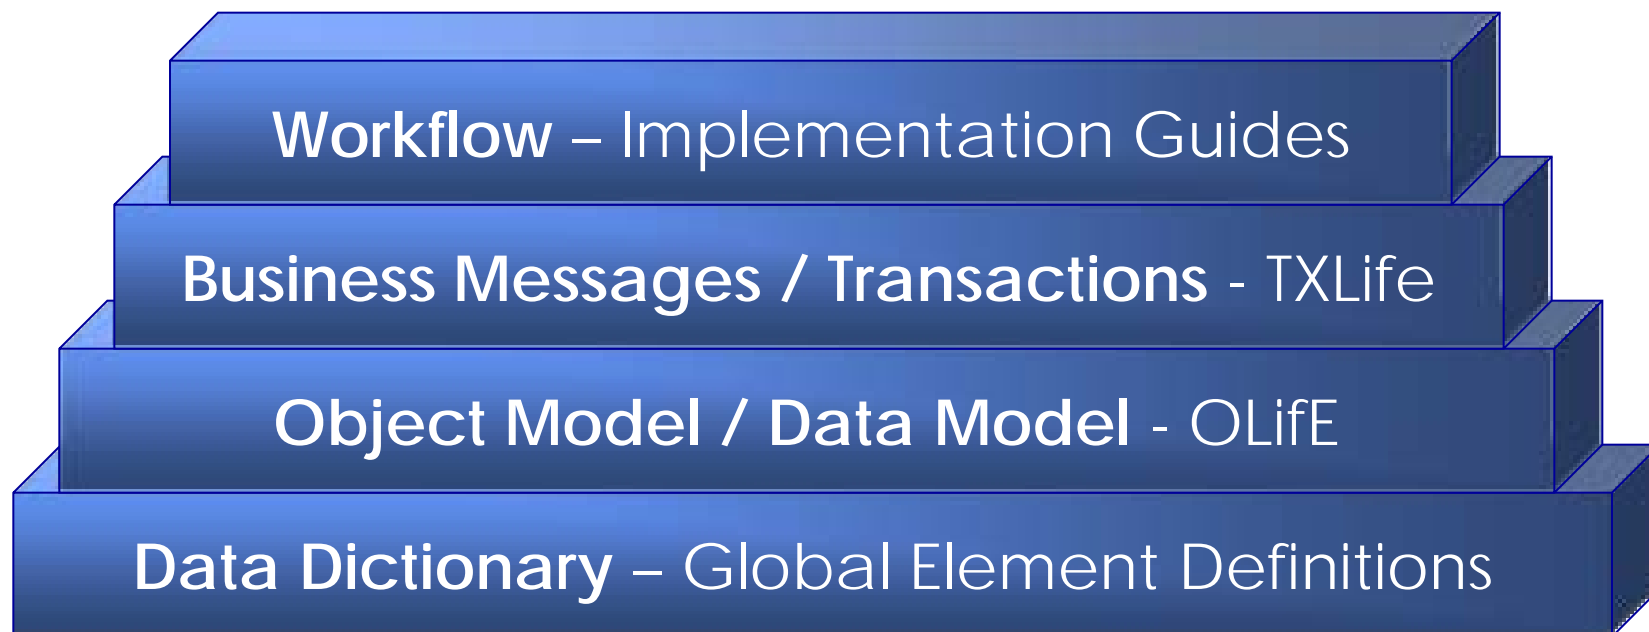 Workflow – Implementation Guides
Business Messages / Transactions - TXLife
Object Model / Data Model - OLifE
Data Dictionary – Global Element Definitions